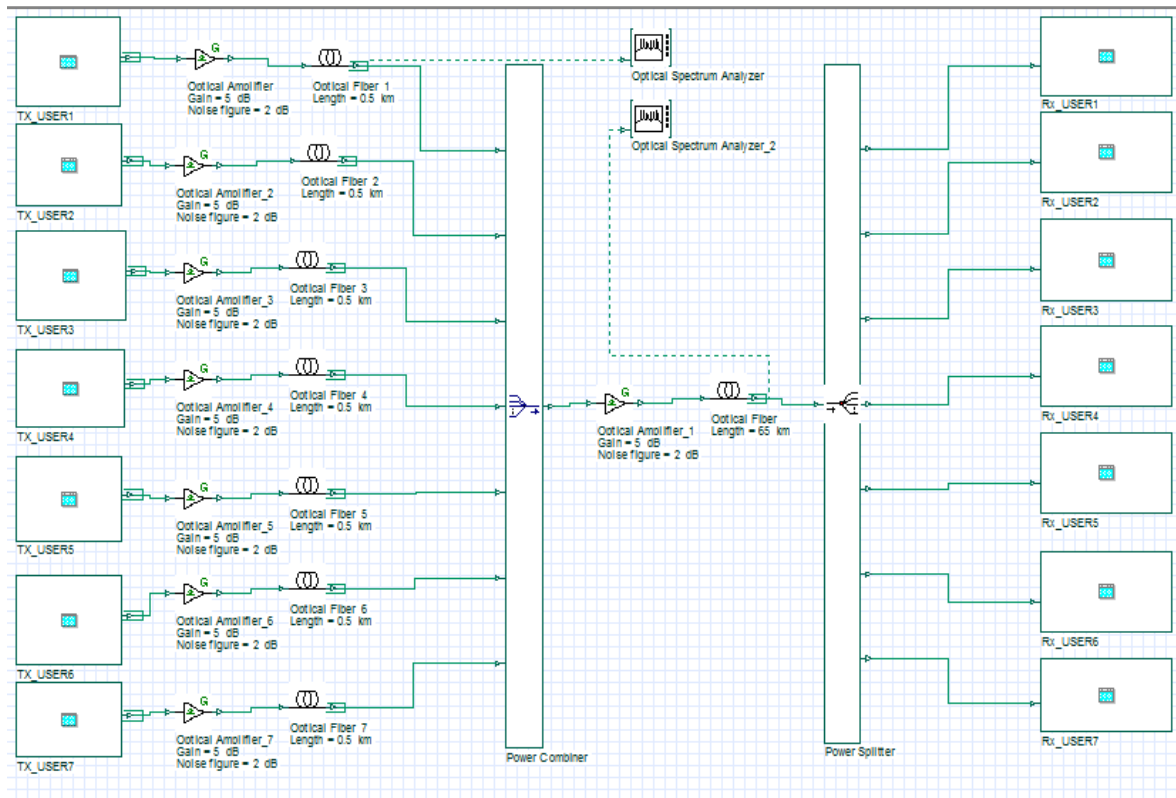 TX_USER1
G
Optical Amplifier
Gain = 5 dB
Noise figure = 2 dB
Optical Fiber 1
Length = 0.5 km
Optical Spectrum Analyzer
Rx_USER1
TX_USER2
G
Optical Amplifier_2
Gain = 5 dB
Noise figure = 2 dB
Optical Fiber 2
Length = 0.5 km
Optical Spectrum Analyzer_2
Rx_USER2
TX_USER3
G
Optical Amplifier_3
Gain = 5 dB
Noise figure = 2 dB
Optical Fiber 3
Length = 0.5 km
Rx_USER3
TX_USER4
G
Optical Amplifier_4
Gain = 5 dB
Noise figure = 2 dB
Optical Fiber 4
Length = 0.5 km
G
Optical Amplifier_1
Gain = 5 dB
Noise figure = 2 dB
Optical Fiber
Length = 65 km
Rx_USER4
TX_USER5
G
Optical Amplifier_5
Gain = 5 dB
Noise figure = 2 dB
Optical Fiber 5
Length = 0.5 km
Rx_USER5
TX_USER6
G
Optical Amplifier_6
Gain = 5 dB
Noise figure = 2 dB
Optical Fiber 6
Length = 0.5 km
Rx_USER6
TX_USER7
G
Optical Amplifier_7
Gain = 5 dB
Noise figure = 2 dB
Optical Fiber 7
Length = 0.5 km
Power Combiner
Power Splitter
Rx_USER7